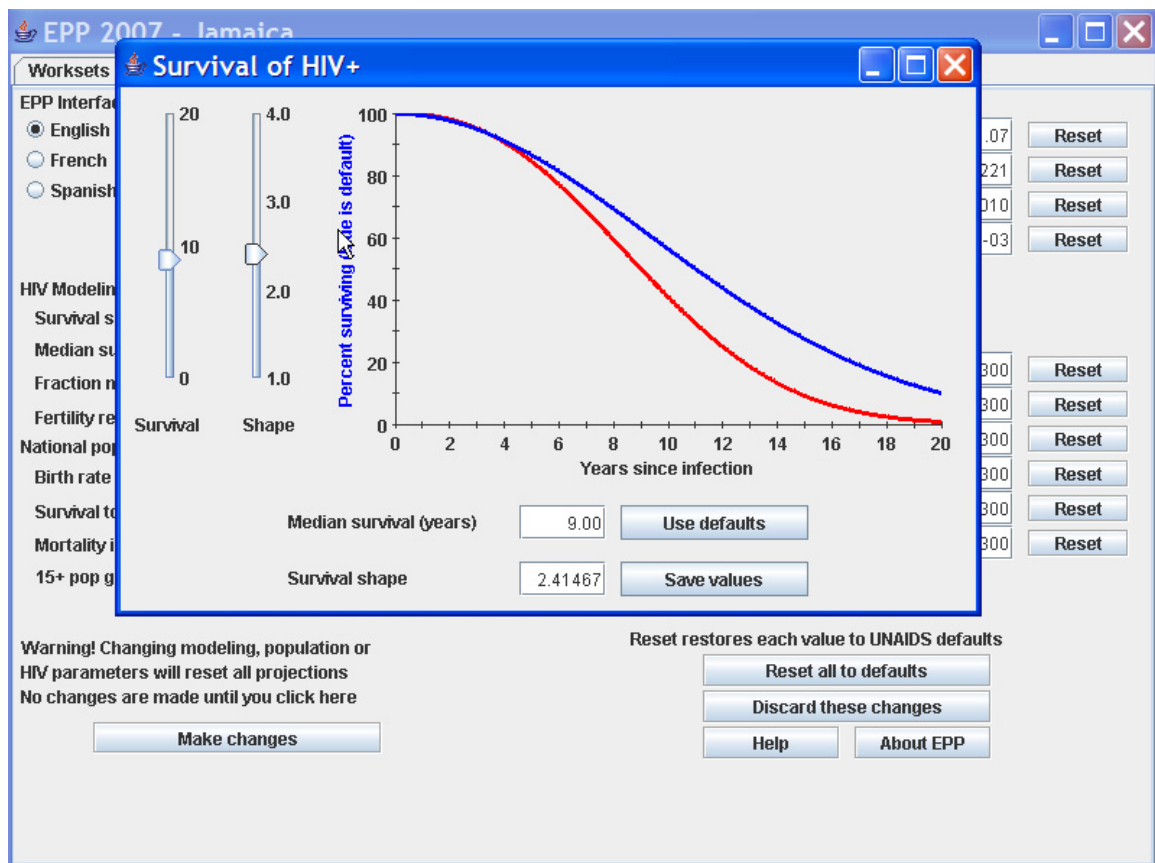 EPP 2007 - Jamaica
Survival of HIV+
Worksets
EPP Interfa
English
French
Spanish
HIV Modelin
Survival s
Median su
Fraction n
Fertility re
National pop
Birth rate
Survival to
Mortality i
15+ pop g
20
10
0
Survival
4.0
3.0
2.0
1.0
Shape
Percent surviving
is default)
100
80
60
40
20
0
0 2 4 6 8 10 12 14 16 18 20
Years since infection
Median survival (years) 9.00 Use defaults
Survival shape 2.41467 Save values
.07 Reset
221 Reset
010 Reset
-03 Reset
300 Reset
300 Reset
300 Reset
300 Reset
300 Reset
300 Reset
Warning! Changing modeling, population or
HIV parameters will reset all projections
No changes are made until you click here
Make changes
Reset restores each value to UNAIDS defaults
Reset all to defaults
Discard these changes
Help About EPP